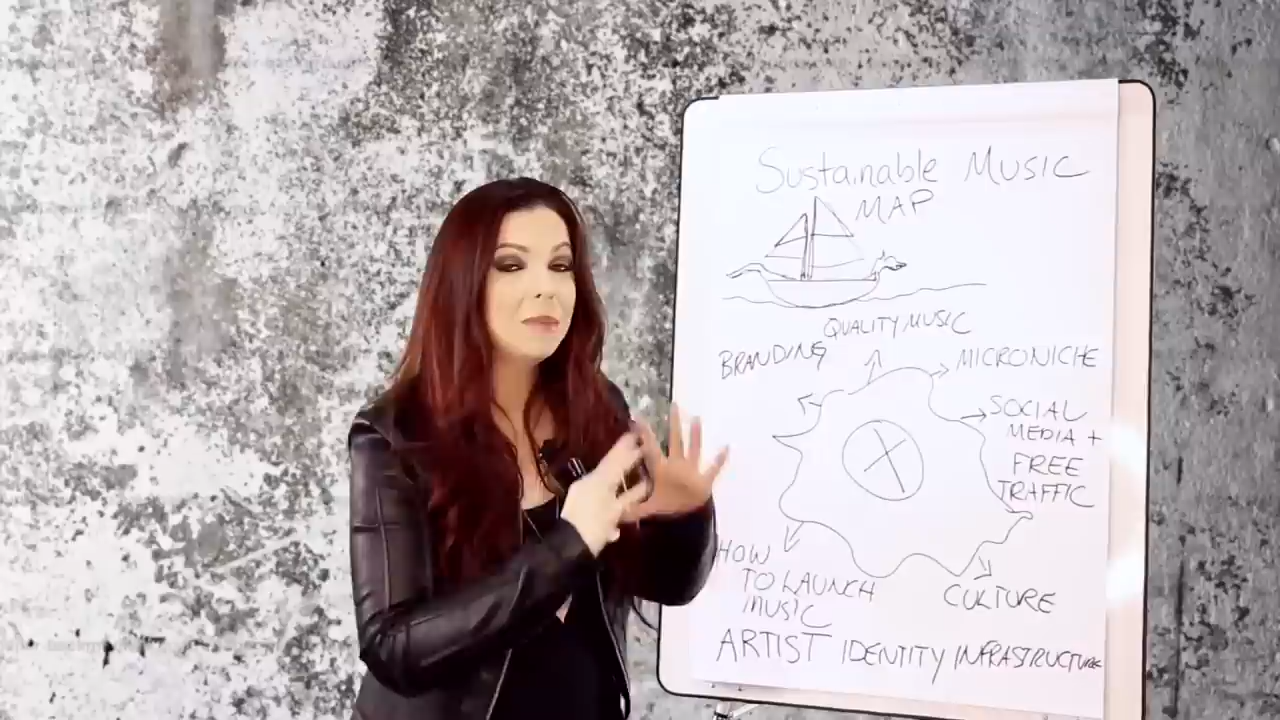 Sustainable Music
MAP
QUALITY MUSIC
BRANDING
MICRONICHE
SOCIAL
MEDIA +
FREE
TRAFFIC
X
HOW
TO LAUNCH
MUSIC
CULTURE
ARTIST IDENTITY INFRASTRUCTURE